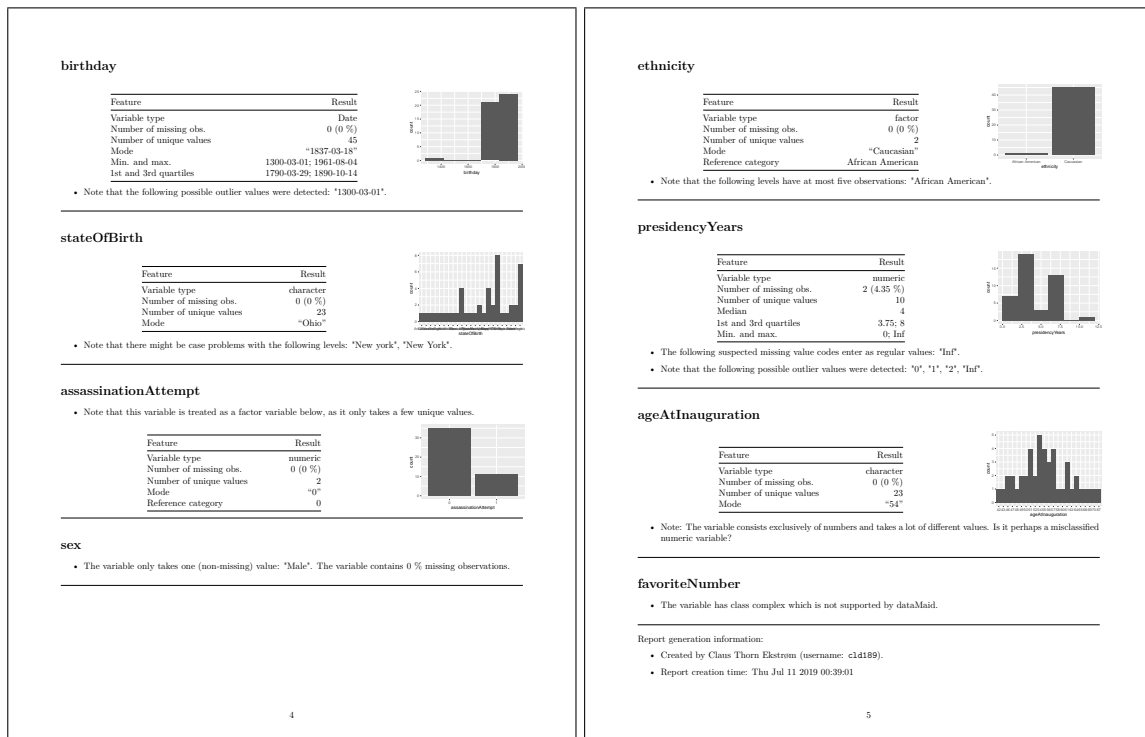 birthday
Feature Result
Variable type Date
Number of missing obs. 0 (0 %)
Number of unique values 45
Mode “1837-03-18”
Min. and max. 1300-03-01; 1961-08-04
1st and 3rd quartiles 1790-03-29; 1890-10-14
count
birthday
• Note that the following possible outlier values were detected: "1300-03-01".
stateOfBirth
Feature Result
Variable type character
Number of missing obs. 0 (0 %)
Number of unique values 23
Mode “Ohio”
count
stateOfBirth
• Note that there might be case problems with the following levels: "New york", "New York".
assassinationAttempt
• Note that this variable is treated as a factor variable below, as it only takes a few unique values.
Feature Result
Variable type numeric
Number of missing obs. 0 (0 %)
Number of unique values 2
Mode “0”
Reference category 0
count
assassinationAttempt
sex
• The variable only takes one (non-missing) value: "Male". The variable contains 0 % missing observations.
4
ethnicity
Feature Result
Variable type factor
Number of missing obs. 0 (0 %)
Number of unique values 2
Mode “Caucasian”
Reference category African American
count
African American Caucasian
ethnicity
• Note that the following levels have at most five observations: "African American".
presidencyYears
Feature Result
Variable type numeric
Number of missing obs. 2 (4.35 %)
Number of unique values 10
Median 4
1st and 3rd quartiles 3.75; 8
Min. and max. 0; Inf
count
presidencyYears
• The following suspected missing value codes enter as regular values: "Inf".
• Note that the following possible outlier values were detected: "0", "1", "2", "Inf".
ageAtInauguration
Feature Result
Variable type character
Number of missing obs. 0 (0 %)
Number of unique values 23
Mode “54”
count
ageAtInauguration
• Note: The variable consists exclusively of numbers and takes a lot of different values. Is it perhaps a misclassified
numeric variable?
favoriteNumber
• The variable has class complex which is not supported by dataMaid.
Report generation information:
• Created by Claus Thorn Ekstrøm (username: cld189).
• Report creation time: Thu Jul 11 2019 00:39:01
5